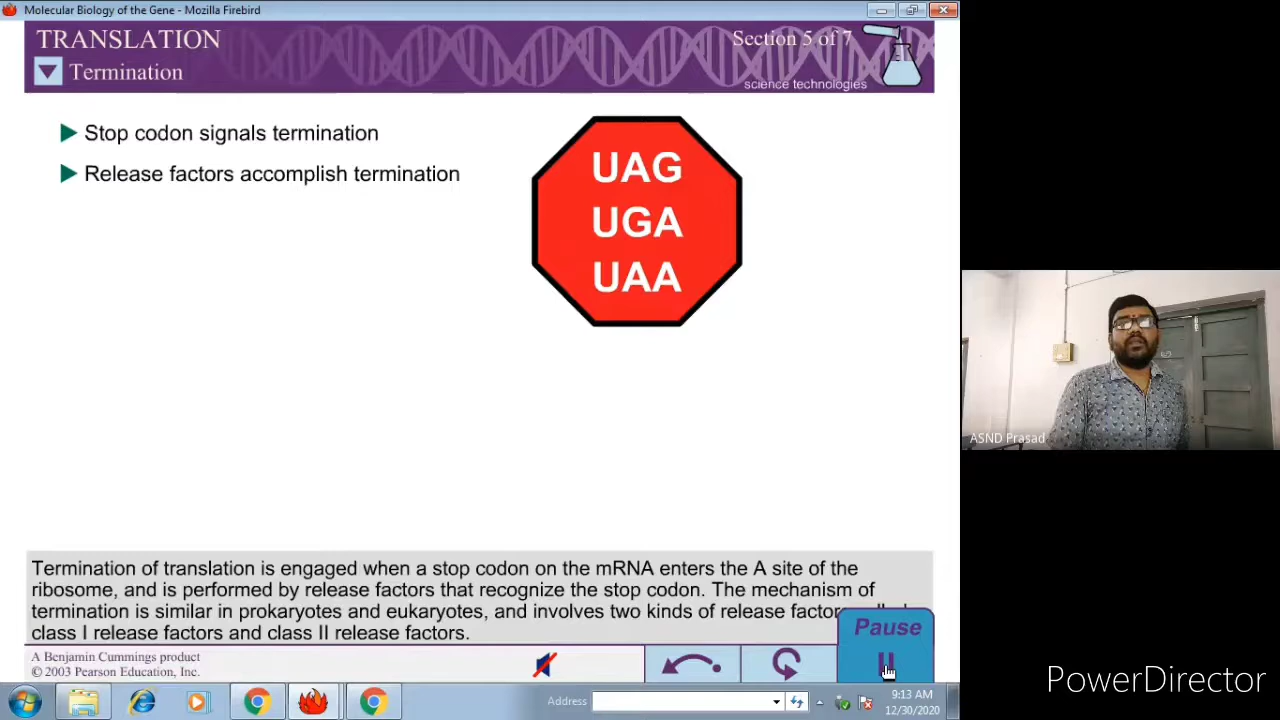 Molecular Biology of the Gene - Mozilla Firebird
TRANSLATION
Section 5 of 7
Termination
science technologies
Stop codon signals termination
Release factors accomplish termination
UAG
UGA
UAA
ASND Prasad
Termination of translation is engaged when a stop codon on the mRNA enters the A site of the
ribosome, and is performed by release factors that recognize the stop codon. The mechanism of
termination is similar in prokaryotes and eukaryotes, and involves two kinds of release factor
class I release factors and class II release factors.
Pause
A Benjamin Cummings product
© 2003 Pearson Education, Inc.
PowerDirector
Address
9:13 AM
12/30/2020